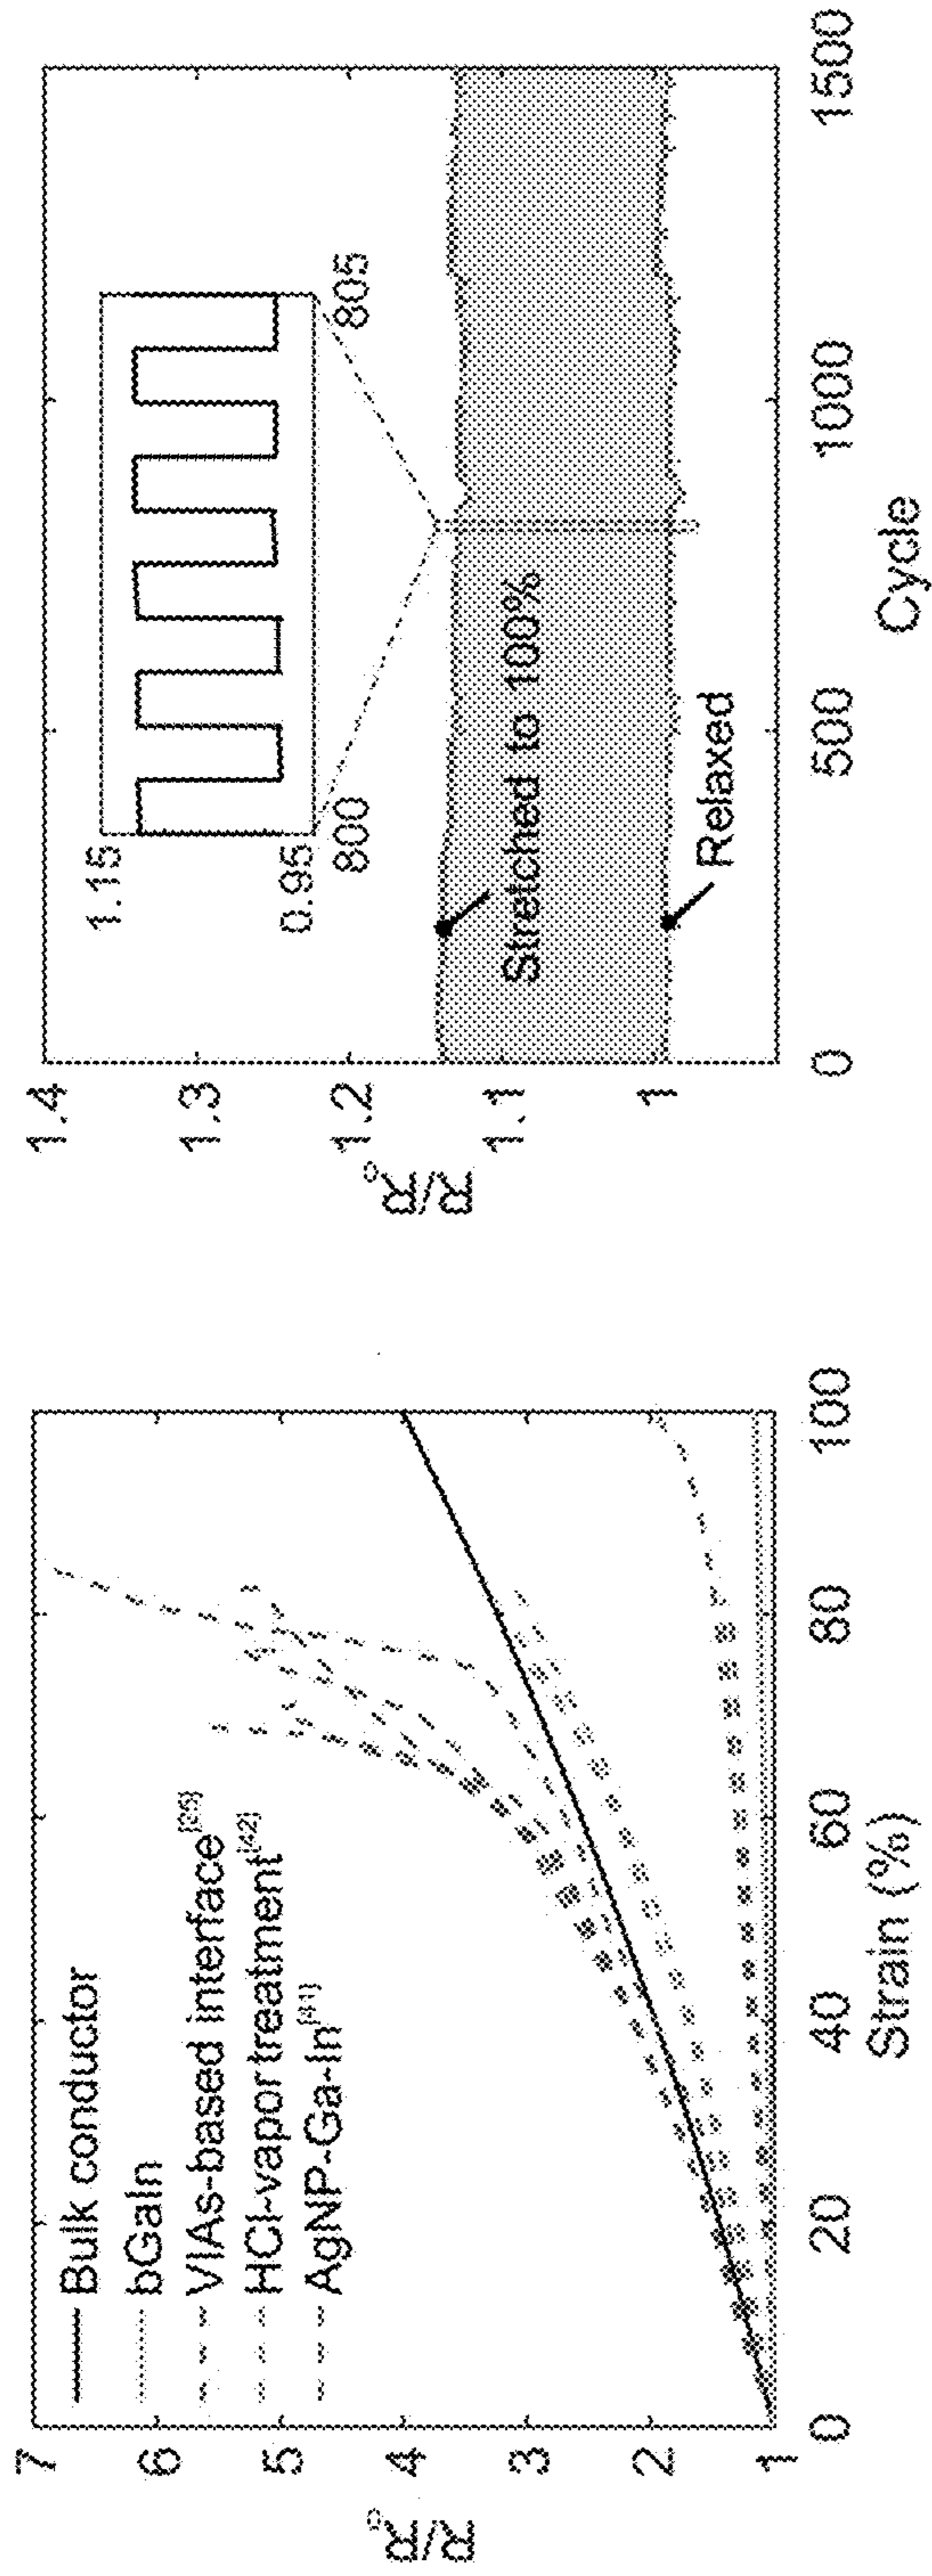 R/R₀
7
6
5
4
3
2
1
Bulk conductor
bGaIn
VIAs-based interface
HCl-vapor treatment[42]
AgNP-Ga-In[41]
0
20
40
60
80
100
Strain (%)
R/R₀
1.4
1.3
1.2
1.1
1
1.15
0.95
800
805
Stretched to 100%
Relaxed
0
500
1000
1500
Cycle